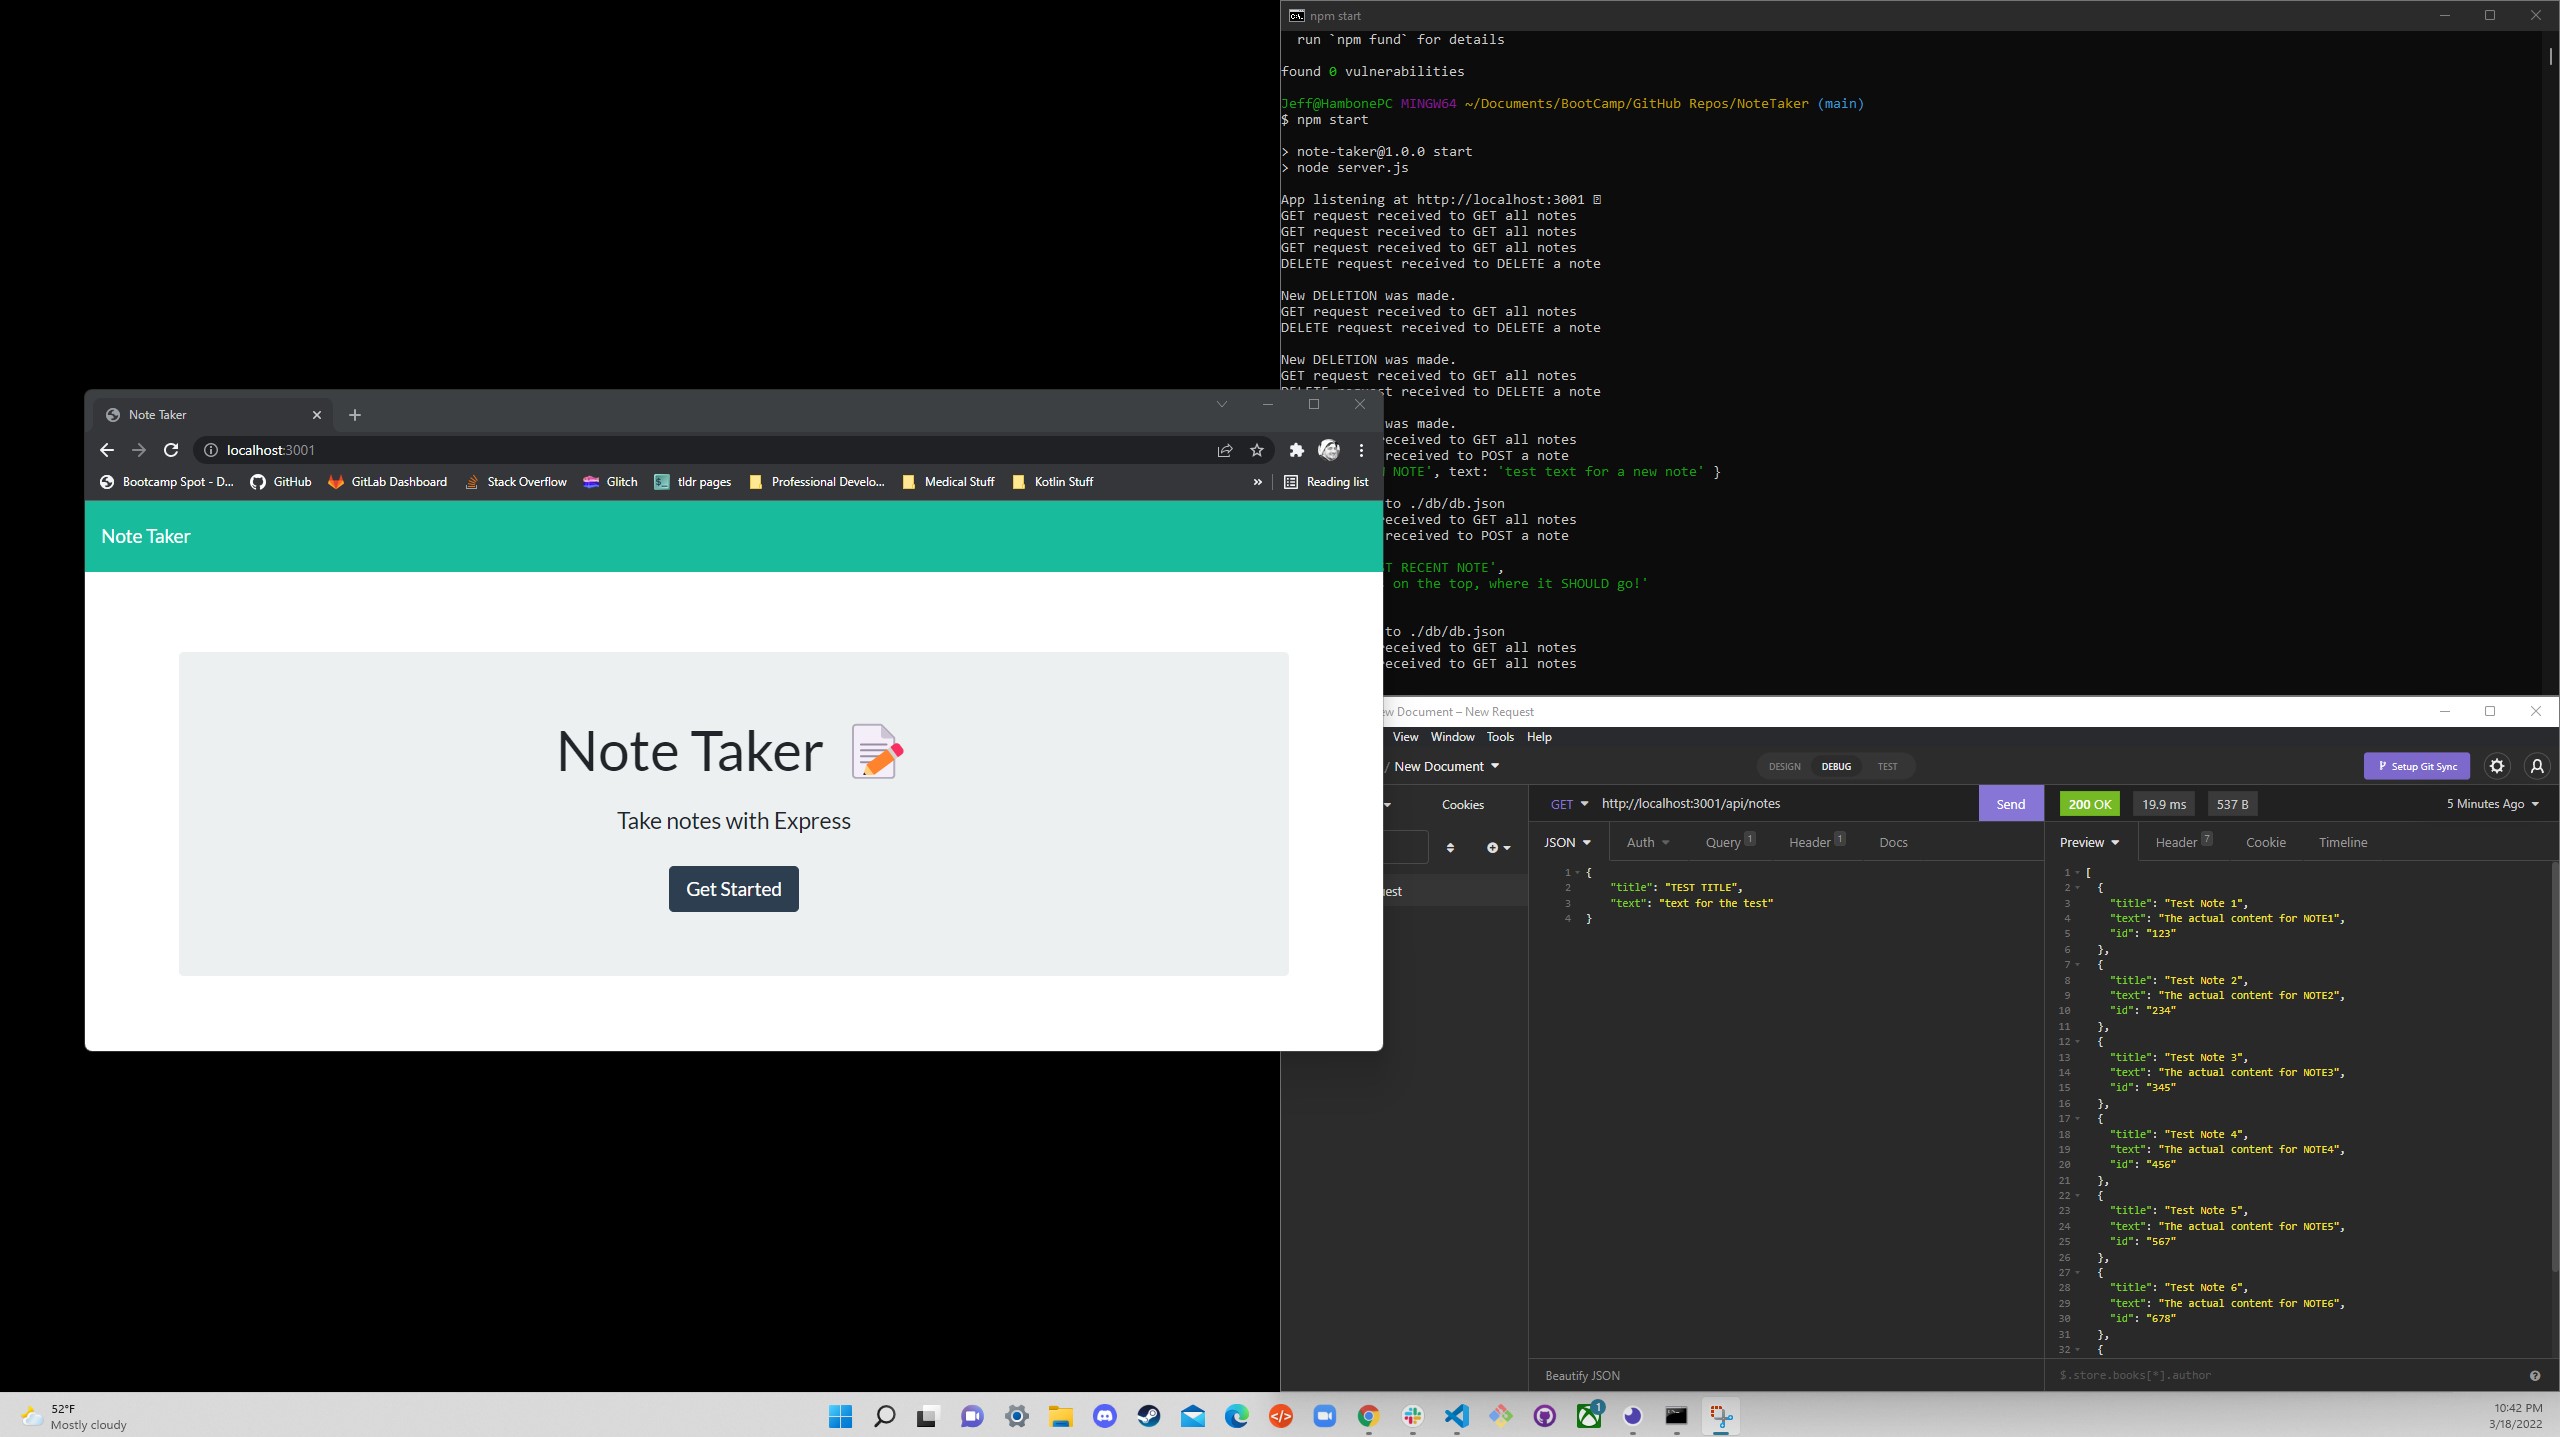 npm start
run `npm fund` for details
found 0 vulnerabilities
Jeff@HambonePC MINGW64 ~/Documents/BootCamp/GitHub Repos/NoteTaker (main)
$ npm start
> note-taker@1.0.0 start
> node server.js
App listening at http://localhost:3001
GET request received to GET all notes
GET request received to GET all notes
GET request received to GET all notes
DELETE request received to DELETE a note
New DELETION was made.
GET request received to GET all notes
DELETE request received to DELETE a note
New DELETION was made.
GET request received to GET all notes
received to DELETE a note
was made.
eceived to GET all notes
received to POST a note
NOTE', text: 'test text for a new note' }
to ./db/db.json
eceived to GET all notes
received to POST a note
T RECENT NOTE',
on the top, where it SHOULD go!'
to ./db/db.json
eceived to GET all notes
eceived to GET all notes
Note Taker
localhost:3001
Bootcamp Spot - D... GitHub GitLab Dashboard Stack Overflow Glitch tldr pages Professional Develo... Medical Stuff Kotlin Stuff » Reading list
Note Taker
Note Taker
Take notes with Express
Get Started
ew Document – New Request
View Window Tools Help
/ New Document DESIGN DEBUG TEST Setup Git Sync
Cookies GET http://localhost:3001/api/notes Send 200 OK 19.9 ms 537 B 5 Minutes Ago
JSON Auth Query 1 Header 1 Docs Preview Header 7 Cookie Timeline
uest
1 {
2 "title": "TEST TITLE",
3 "text": "text for the test"
4 }
Beautify JSON
1 [
2 {
3 "title": "Test Note 1",
4 "text": "The actual content for NOTE1",
5 "id": "123"
6 },
7 {
8 "title": "Test Note 2",
9 "text": "The actual content for NOTE2",
10 "id": "234"
11 },
12 {
13 "title": "Test Note 3",
14 "text": "The actual content for NOTE3",
15 "id": "345"
16 },
17 {
18 "title": "Test Note 4",
19 "text": "The actual content for NOTE4",
20 "id": "456"
21 },
22 {
23 "title": "Test Note 5",
24 "text": "The actual content for NOTE5",
25 "id": "567"
26 },
27 {
28 "title": "Test Note 6",
29 "text": "The actual content for NOTE6",
30 "id": "678"
31 },
32 {
$.store.books[*].author
52°F
Mostly cloudy
1
10:42 PM
3/18/2022